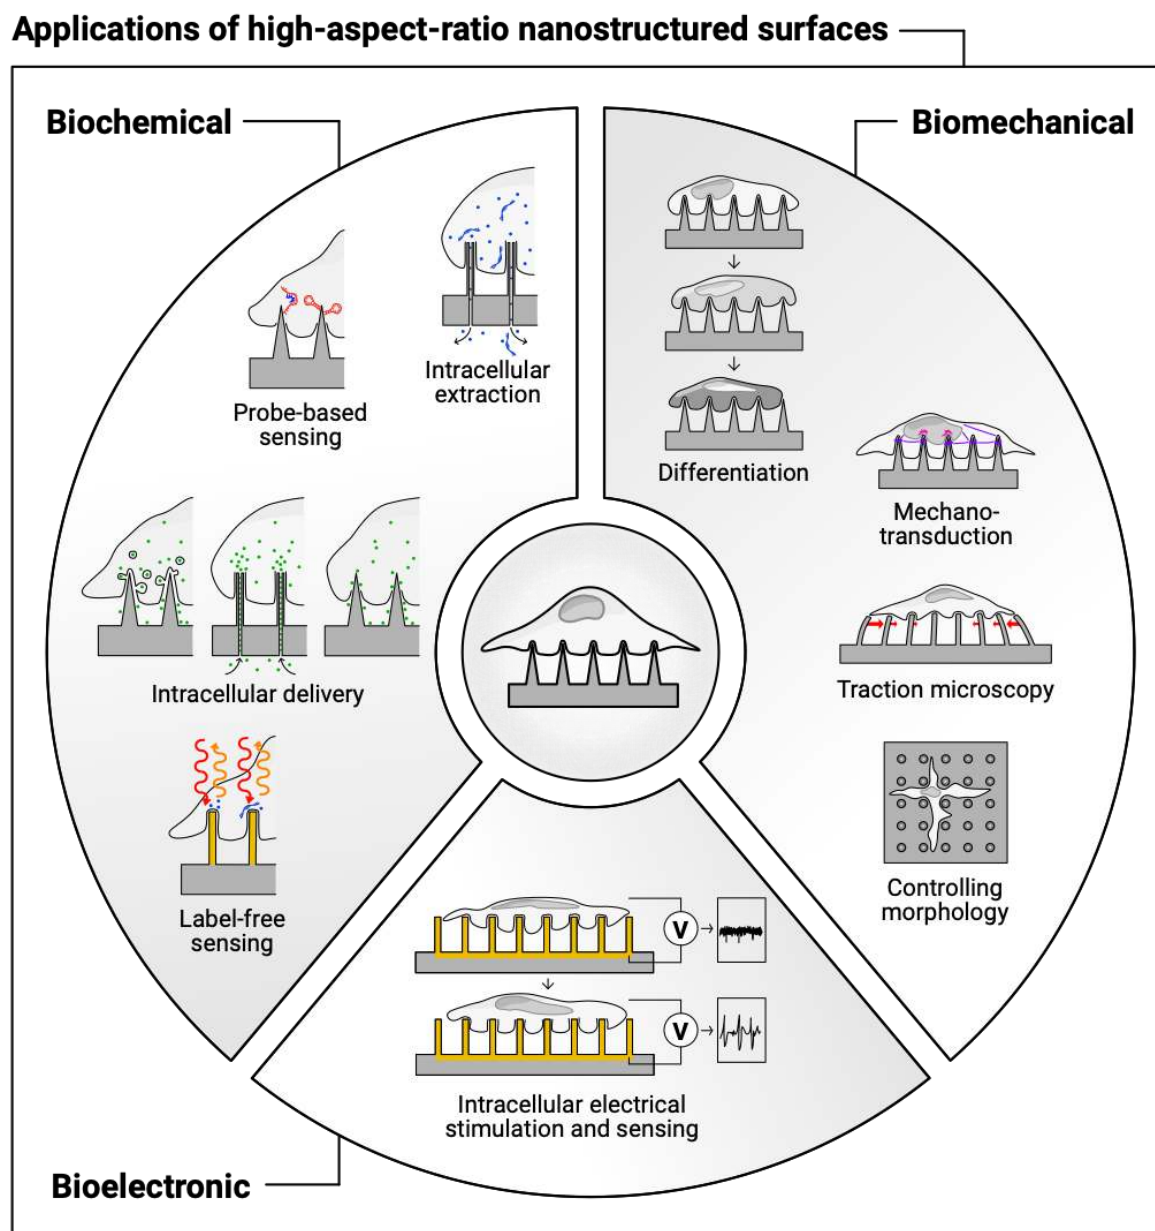 Applications of high-aspect-ratio nanostructured surfaces
Biochemical
Biomechanical
Probe-based
sensing
Intracellular
extraction
Intracellular delivery
Label-free
sensing
Differentiation
Mechano-
transduction
Traction microscopy
Controlling
morphology
V
V
Intracellular electrical
stimulation and sensing
Bioelectronic